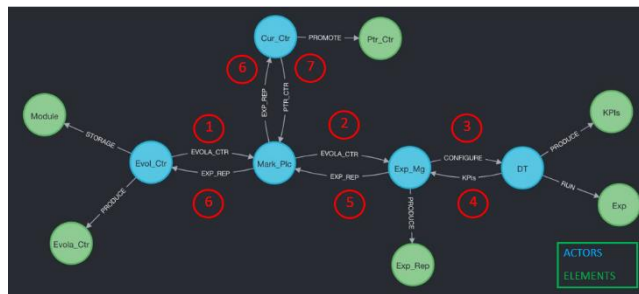 Cur_Ctr
PROMOTE
Ptr_Ctr
6
7
EXP_REP
PTR_CTR
Module
STORAGE
1
2
3
KPIs
PRODUCE
Evol_Ctr
EVOLA_CTR
Mark_Plc
EVOLA_CTR
Exp_Mg
CONFIGURE
DT
EXP_REP
EXP_REP
KPIs
RUN
6
5
4
Exp
PRODUCE
PRODUCE
Evola_Ctr
Exp_Rep
ACTORS
ELEMENTS